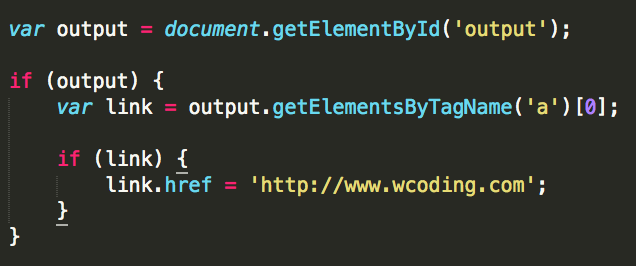 var output = document.getElementById('output');
if (output) {
    var link = output.getElementsByTagName('a')[0];
    if (link) {
        link.href = 'http://www.wcoding.com';
    }
}